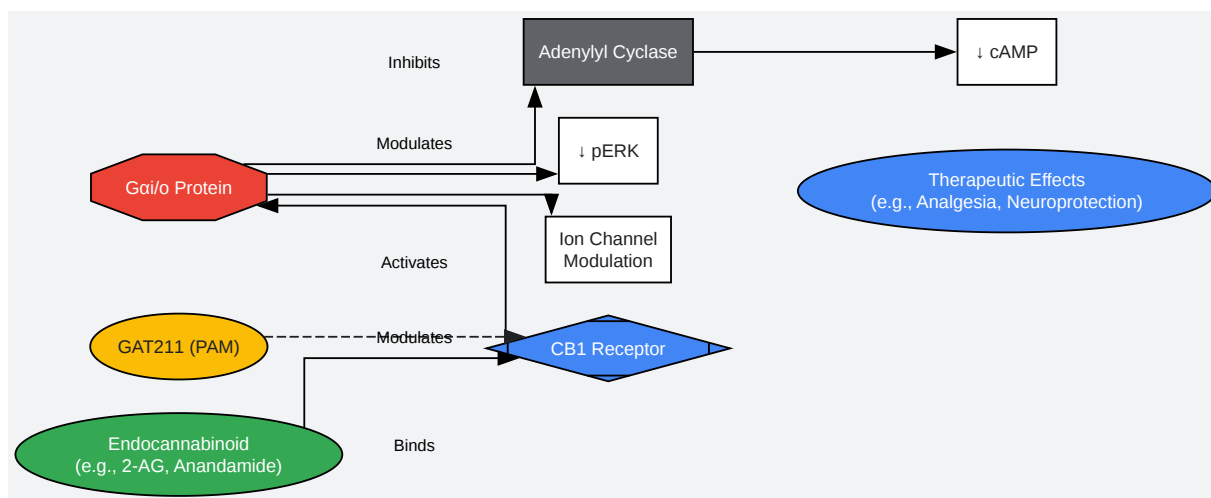 Adenylyl Cyclase
↓ cAMP
Inhibits
Modulates
↓ pERK
Gαi/o Protein
Therapeutic Effects
(e.g., Analgesia, Neuroprotection)
Ion Channel
Modulation
Activates
GAT211 (PAM)
Modulates
CB1 Receptor
Endocannabinoid
(e.g., 2-AG, Anandamide)
Binds